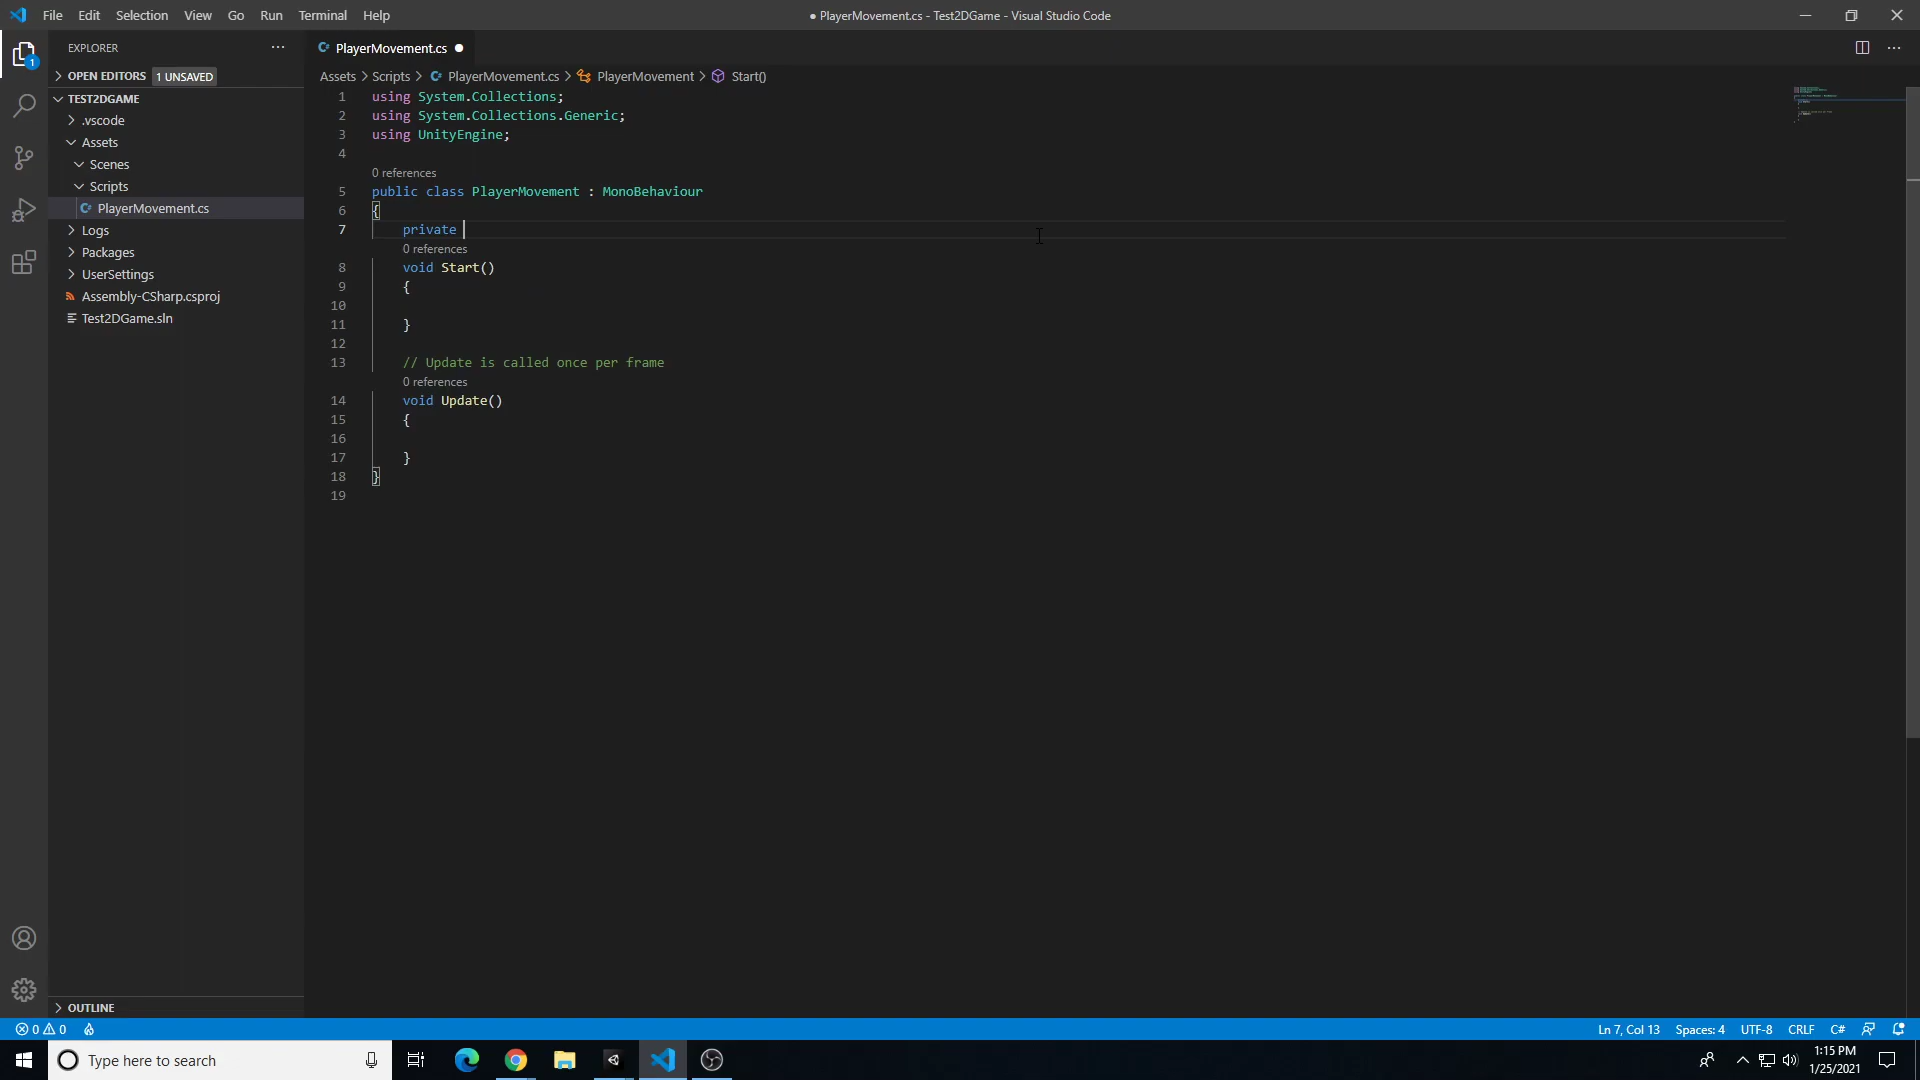 File Edit Selection View Go Run Terminal Help
● PlayerMovement.cs - Test2DGame - Visual Studio Code
EXPLORER
1
OPEN EDITORS 1 UNSAVED
TEST2DGAME
.vscode
Assets
Scenes
Scripts
PlayerMovement.cs
Logs
Packages
UserSettings
Assembly-CSharp.csproj
Test2DGame.sln
OUTLINE
PlayerMovement.cs
Assets > Scripts > PlayerMovement.cs > PlayerMovement > Start()
1 using System.Collections;
2 using System.Collections.Generic;
3 using UnityEngine;
4
0 references
5 public class PlayerMovement : MonoBehaviour
6 {
7 private
0 references
8 void Start()
9 {
10
11 }
12
13 // Update is called once per frame
0 references
14 void Update()
15 {
16
17 }
18 }
19
0 0
Ln 7, Col 13 Spaces: 4 UTF-8 CRLF C#
Type here to search
1:15 PM
1/25/2021